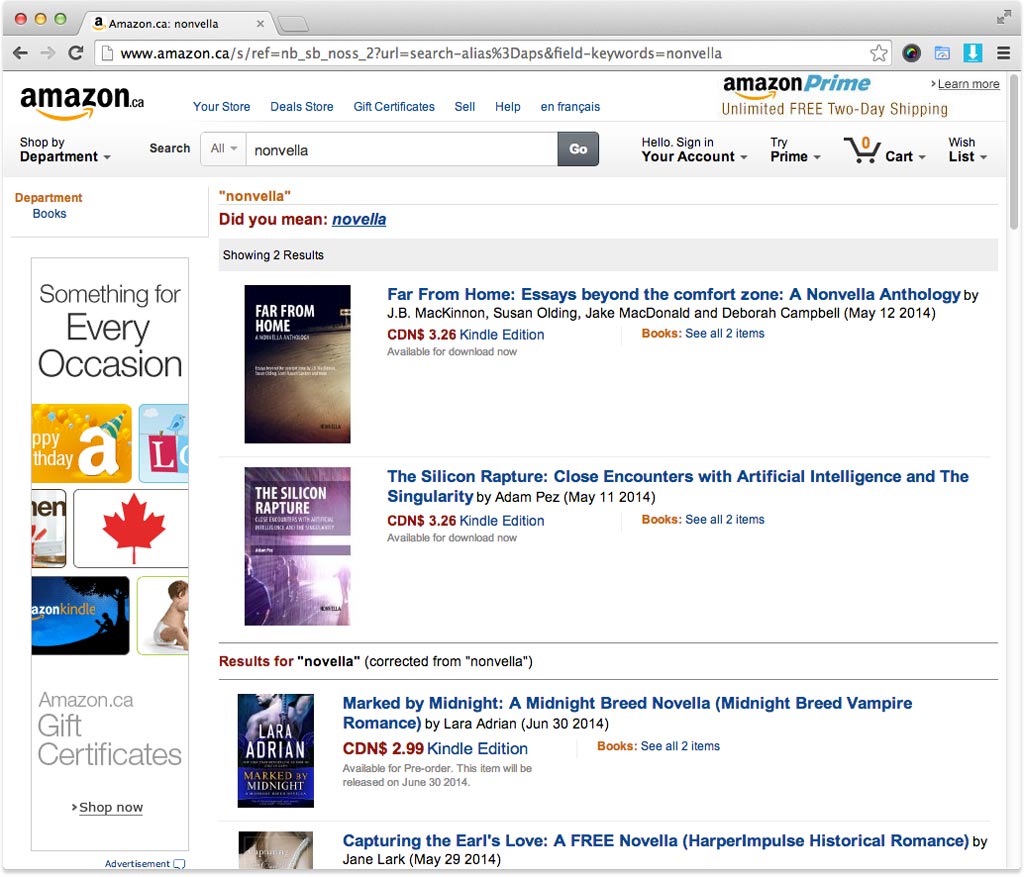 Amazon.ca: nonvella
www.amazon.ca/s/ref=nb_sb_noss_2?url=search-alias%3Daps&field-keywords=nonvella
amazon.ca
Your Store
Deals Store
Gift Certificates
Sell
Help
en français
amazonPrime
Learn more
Unlimited FREE Two-Day Shipping
Shop by
Department
Search
All
nonvella
Go
Hello. Sign in
Your Account
Try
Prime
0
Cart
Wish
List
Department
Books
Something for
Every
Occasion
ppy
thday
a
L
azonkindle
Amazon.ca
Gift
Certificates
Shop now
Advertisement
"nonvella"
Did you mean: novella
Showing 2 Results
FAR FROM
HOME:
A NONVELLA ANTHOLOGY
NONVELLA
Far From Home: Essays beyond the comfort zone: A Nonvella Anthology by
J.B. MacKinnon, Susan Olding, Jake MacDonald and Deborah Campbell (May 12 2014)
CDN$ 3.26 Kindle Edition
Books: See all 2 items
Available for download now
THE SILICON
RAPTURE:
CLOSE ENCOUNTERS WITH ARTIFICIAL
INTELLIGENCE AND THE SINGULARITY
Adam Pez
NONVELLA
The Silicon Rapture: Close Encounters with Artificial Intelligence and The
Singularity by Adam Pez (May 11 2014)
CDN$ 3.26 Kindle Edition
Books: See all 2 items
Available for download now
Results for "novella" (corrected from "nonvella")
LARA
ADRIAN
MARKED BY
MIDNIGHT
Marked by Midnight: A Midnight Breed Novella (Midnight Breed Vampire
Romance) by Lara Adrian (Jun 30 2014)
CDN$ 2.99 Kindle Edition
Books: See all 2 items
Available for Pre-order. This item will be
released on June 30 2014.
Capturing the Earl's Love: A FREE Novella (HarperImpulse Historical Romance) by
Jane Lark (May 29 2014)